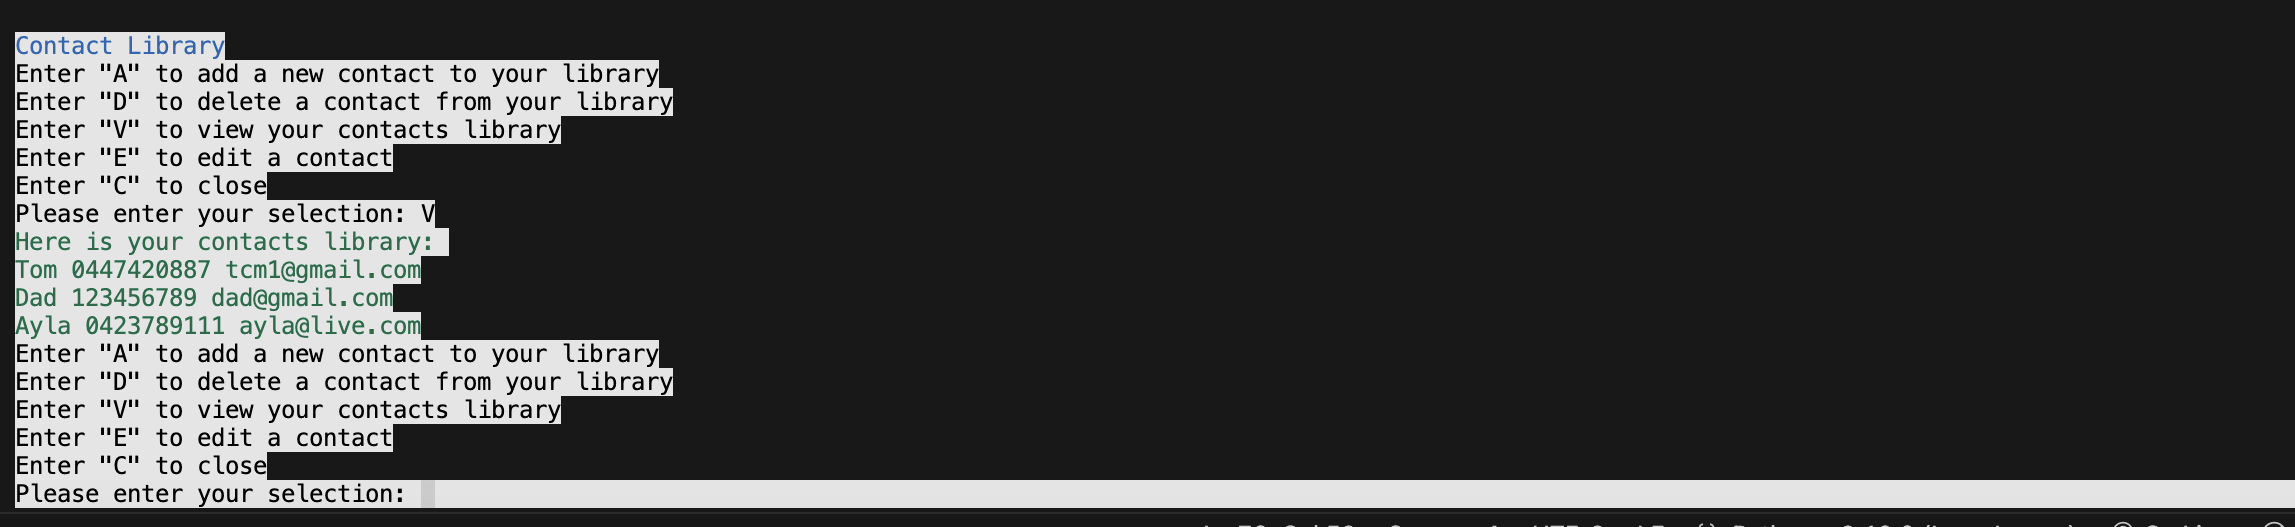 Contact Library
Enter "A" to add a new contact to your library
Enter "D" to delete a contact from your library
Enter "V" to view your contacts library
Enter "E" to edit a contact
Enter "C" to close
Please enter your selection: V
Here is your contacts library:
Tom 0447420887 tcm1@gmail.com
Dad 123456789 dad@gmail.com
Ayla 0423789111 ayla@live.com
Enter "A" to add a new contact to your library
Enter "D" to delete a contact from your library
Enter "V" to view your contacts library
Enter "E" to edit a contact
Enter "C" to close
Please enter your selection: